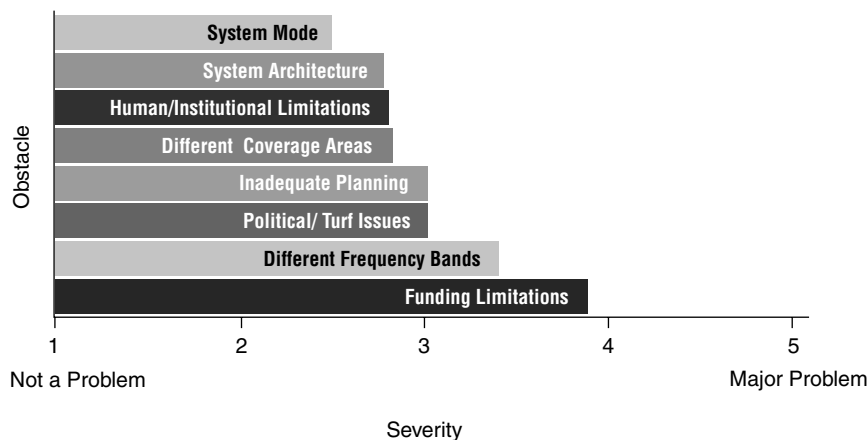 System Mode
System Architecture
Human/Institutional Limitations
Different Coverage Areas
Inadequate Planning
Political/ Turf Issues
Different Frequency Bands
Funding Limitations
Obstacle
1 2 3 4 5
Not a Problem Major Problem
Severity